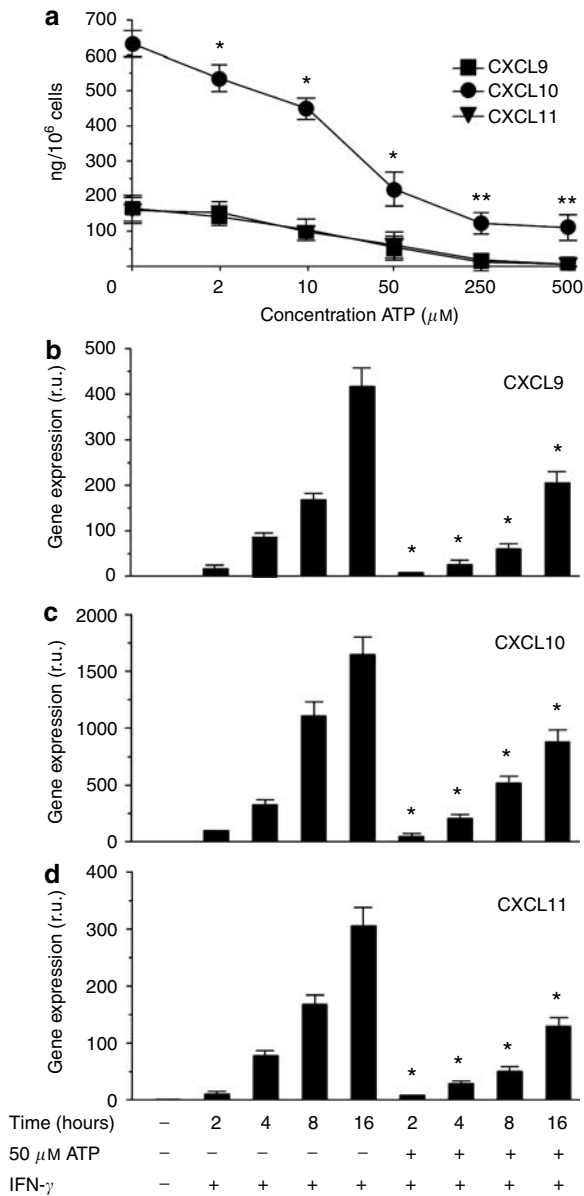 a
700
600
500
400
300
200
100
ng/10⁶ cells
CXCL9
CXCL10
CXCL11
* * * ** **
0 2 10 50 250 500
Concentration ATP (μM)
b
500
400
300
200
100
0
Gene expression (r.u.)
CXCL9
* * * *
c
2000
1500
1000
500
0
Gene expression (r.u.)
CXCL10
* * * *
d
400
300
200
100
0
Gene expression (r.u.)
CXCL11
* * * *
Time (hours) – 2 4 8 16 2 4 8 16
50 μM ATP – – – – – + + + +
IFN-γ – + + + + + + + +